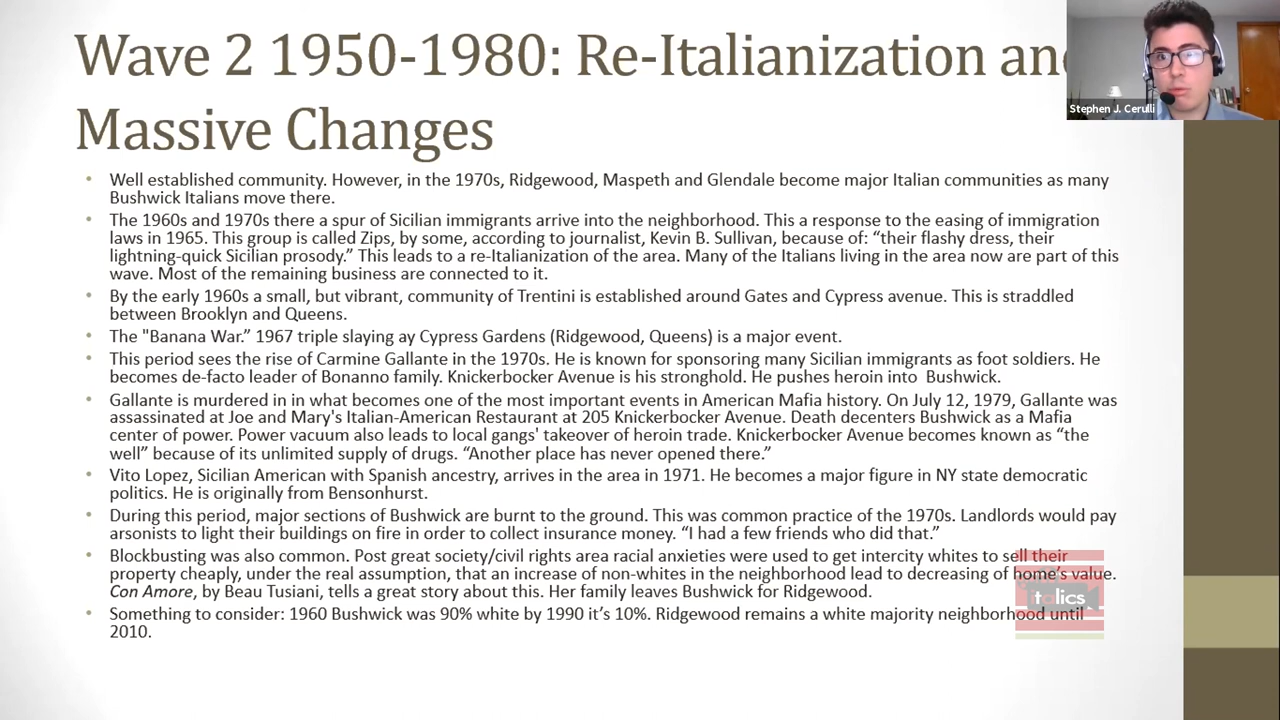 Wave 2 1950-1980: Re-Italianization and
Massive Changes
Stephen J. Cerulli
• Well established community. However, in the 1970s, Ridgewood, Maspeth and Glendale become major Italian communities as many
Bushwick Italians move there.
• The 1960s and 1970s there a spur of Sicilian immigrants arrive into the neighborhood. This a response to the easing of immigration
laws in 1965. This group is called Zips, by some, according to journalist, Kevin B. Sullivan, because of: “their flashy dress, their
lightning-quick Sicilian prosody.” This leads to a re-Italianization of the area. Many of the Italians living in the area now are part of this
wave. Most of the remaining business are connected to it.
• By the early 1960s a small, but vibrant, community of Trentini is established around Gates and Cypress avenue. This is straddled
between Brooklyn and Queens.
• The "Banana War.” 1967 triple slaying ay Cypress Gardens (Ridgewood, Queens) is a major event.
• This period sees the rise of Carmine Gallante in the 1970s. He is known for sponsoring many Sicilian immigrants as foot soldiers. He
becomes de-facto leader of Bonanno family. Knickerbocker Avenue is his stronghold. He pushes heroin into Bushwick.
• Gallante is murdered in in what becomes one of the most important events in American Mafia history. On July 12, 1979, Gallante was
assassinated at Joe and Mary's Italian-American Restaurant at 205 Knickerbocker Avenue. Death decenters Bushwick as a Mafia
center of power. Power vacuum also leads to local gangs' takeover of heroin trade. Knickerbocker Avenue becomes known as “the
well” because of its unlimited supply of drugs. “Another place has never opened there.”
• Vito Lopez, Sicilian American with Spanish ancestry, arrives in the area in 1971. He becomes a major figure in NY state democratic
politics. He is originally from Bensonhurst.
• During this period, major sections of Bushwick are burnt to the ground. This was common practice of the 1970s. Landlords would pay
arsonists to light their buildings on fire in order to collect insurance money. “I had a few friends who did that.”
• Blockbusting was also common. Post great society/civil rights area racial anxieties were used to get intercity whites to sell their
property cheaply, under the real assumption, that an increase of non-whites in the neighborhood lead to decreasing of home’s value.
Con Amore, by Beau Tusiani, tells a great story about this. Her family leaves Bushwick for Ridgewood.
Italics
• Something to consider: 1960 Bushwick was 90% white by 1990 it’s 10%. Ridgewood remains a white majority neighborhood until
2010.